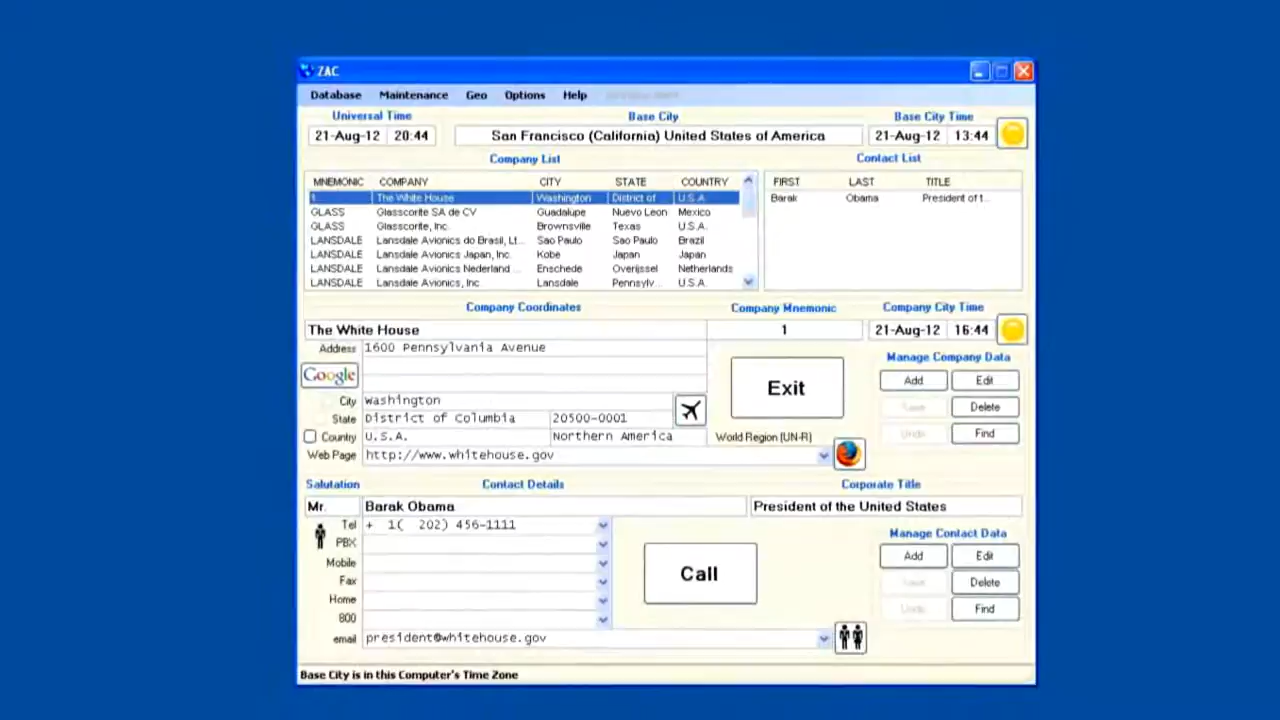 ZAC
Database Maintenance Geo Options Help
Universal Time Base City Base City Time
21-Aug-12 20:44 San Francisco (California) United States of America 21-Aug-12 13:44
Company List Contact List
MNEMONIC COMPANY CITY STATE COUNTRY FIRST LAST TITLE
1 The White House Washington District of U.S.A. Barak Obama President of t...
GLASS Glasscorite SA de CV Guadalupe Nuevo Leon Mexico
GLASS Glasscorite, Inc. Brownsville Texas U.S.A.
LANSDALE Lansdale Avionics do Brasil, Lt... Sao Paulo Sao Paulo Brazil
LANSDALE Lansdale Avionics Japan, Inc. Kobe Japan Japan
LANSDALE Lansdale Avionics Nederland ... Enschede Overijssel Netherlands
LANSDALE Lansdale Avionics, Inc. Lansdale Pennsylv... U.S.A.
Company Coordinates Company Mnemonic Company City Time
The White House 1 21-Aug-12 16:44
Address 1600 Pennsylvania Avenue
Manage Company Data
Google Exit Add Edit
City Washington Save Delete
State District of Columbia 20500-0001
Country U.S.A. Northern America World Region (UN-R) Undo Find
Web Page http://www.whitehouse.gov
Salutation Contact Details Corporate Title
Mr. Barak Obama President of the United States
Tel + 1( 202) 456-1111
Manage Contact Data
PBX Add Edit
Mobile Call
Fax Save Delete
Home Undo Find
800
email president@whitehouse.gov
Base City is in this Computer's Time Zone